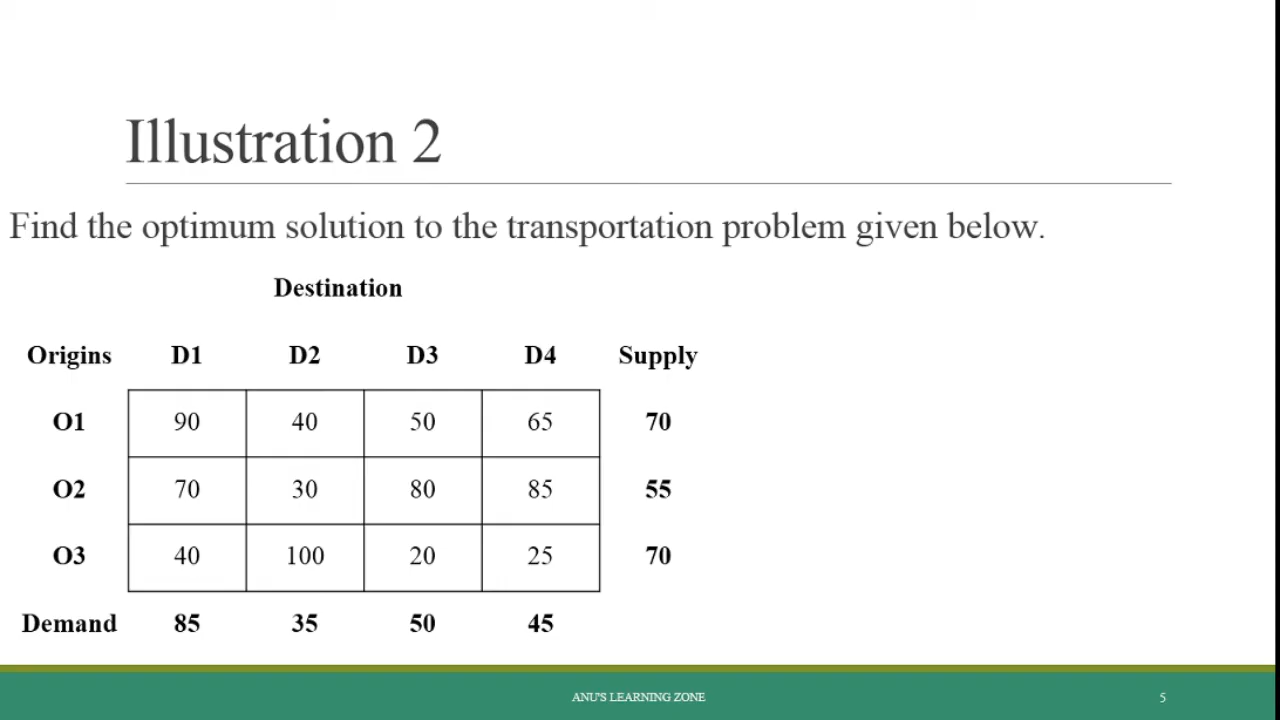 Illustration 2
Find the optimum solution to the transportation problem given below.
Destination
Origins D1 D2 D3 D4 Supply
O1 90 40 50 65 70
O2 70 30 80 85 55
O3 40 100 20 25 70
Demand 85 35 50 45
ANU'S LEARNING ZONE 5